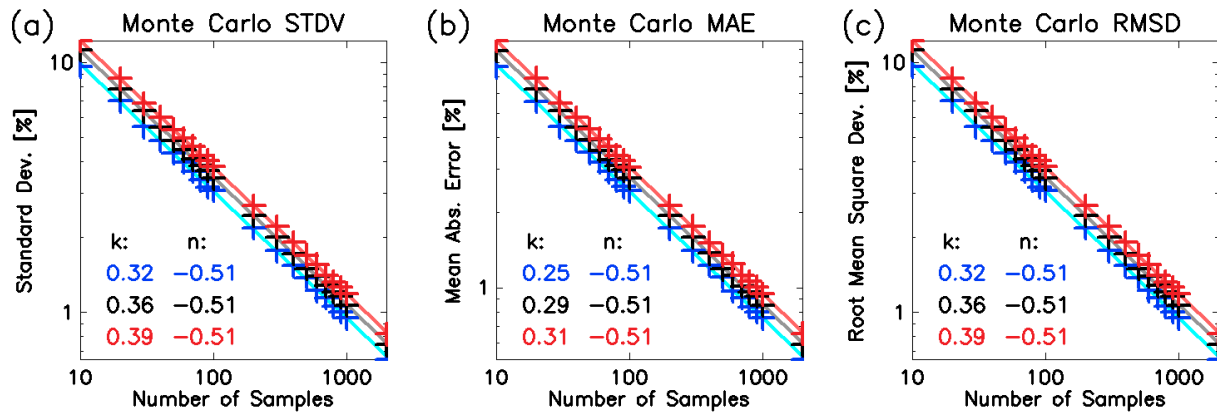 (a) Monte Carlo STDV
Standard Dev. [%]
10
1
k: n:
0.32 −0.51
0.36 −0.51
0.39 −0.51
10 100 1000
Number of Samples
(b) Monte Carlo MAE
Mean Abs. Error [%]
1
k: n:
0.25 −0.51
0.29 −0.51
0.31 −0.51
10 100 1000
Number of Samples
(c) Monte Carlo RMSD
Root Mean Square Dev. [%]
10
1
k: n:
0.32 −0.51
0.36 −0.51
0.39 −0.51
10 100 1000
Number of Samples